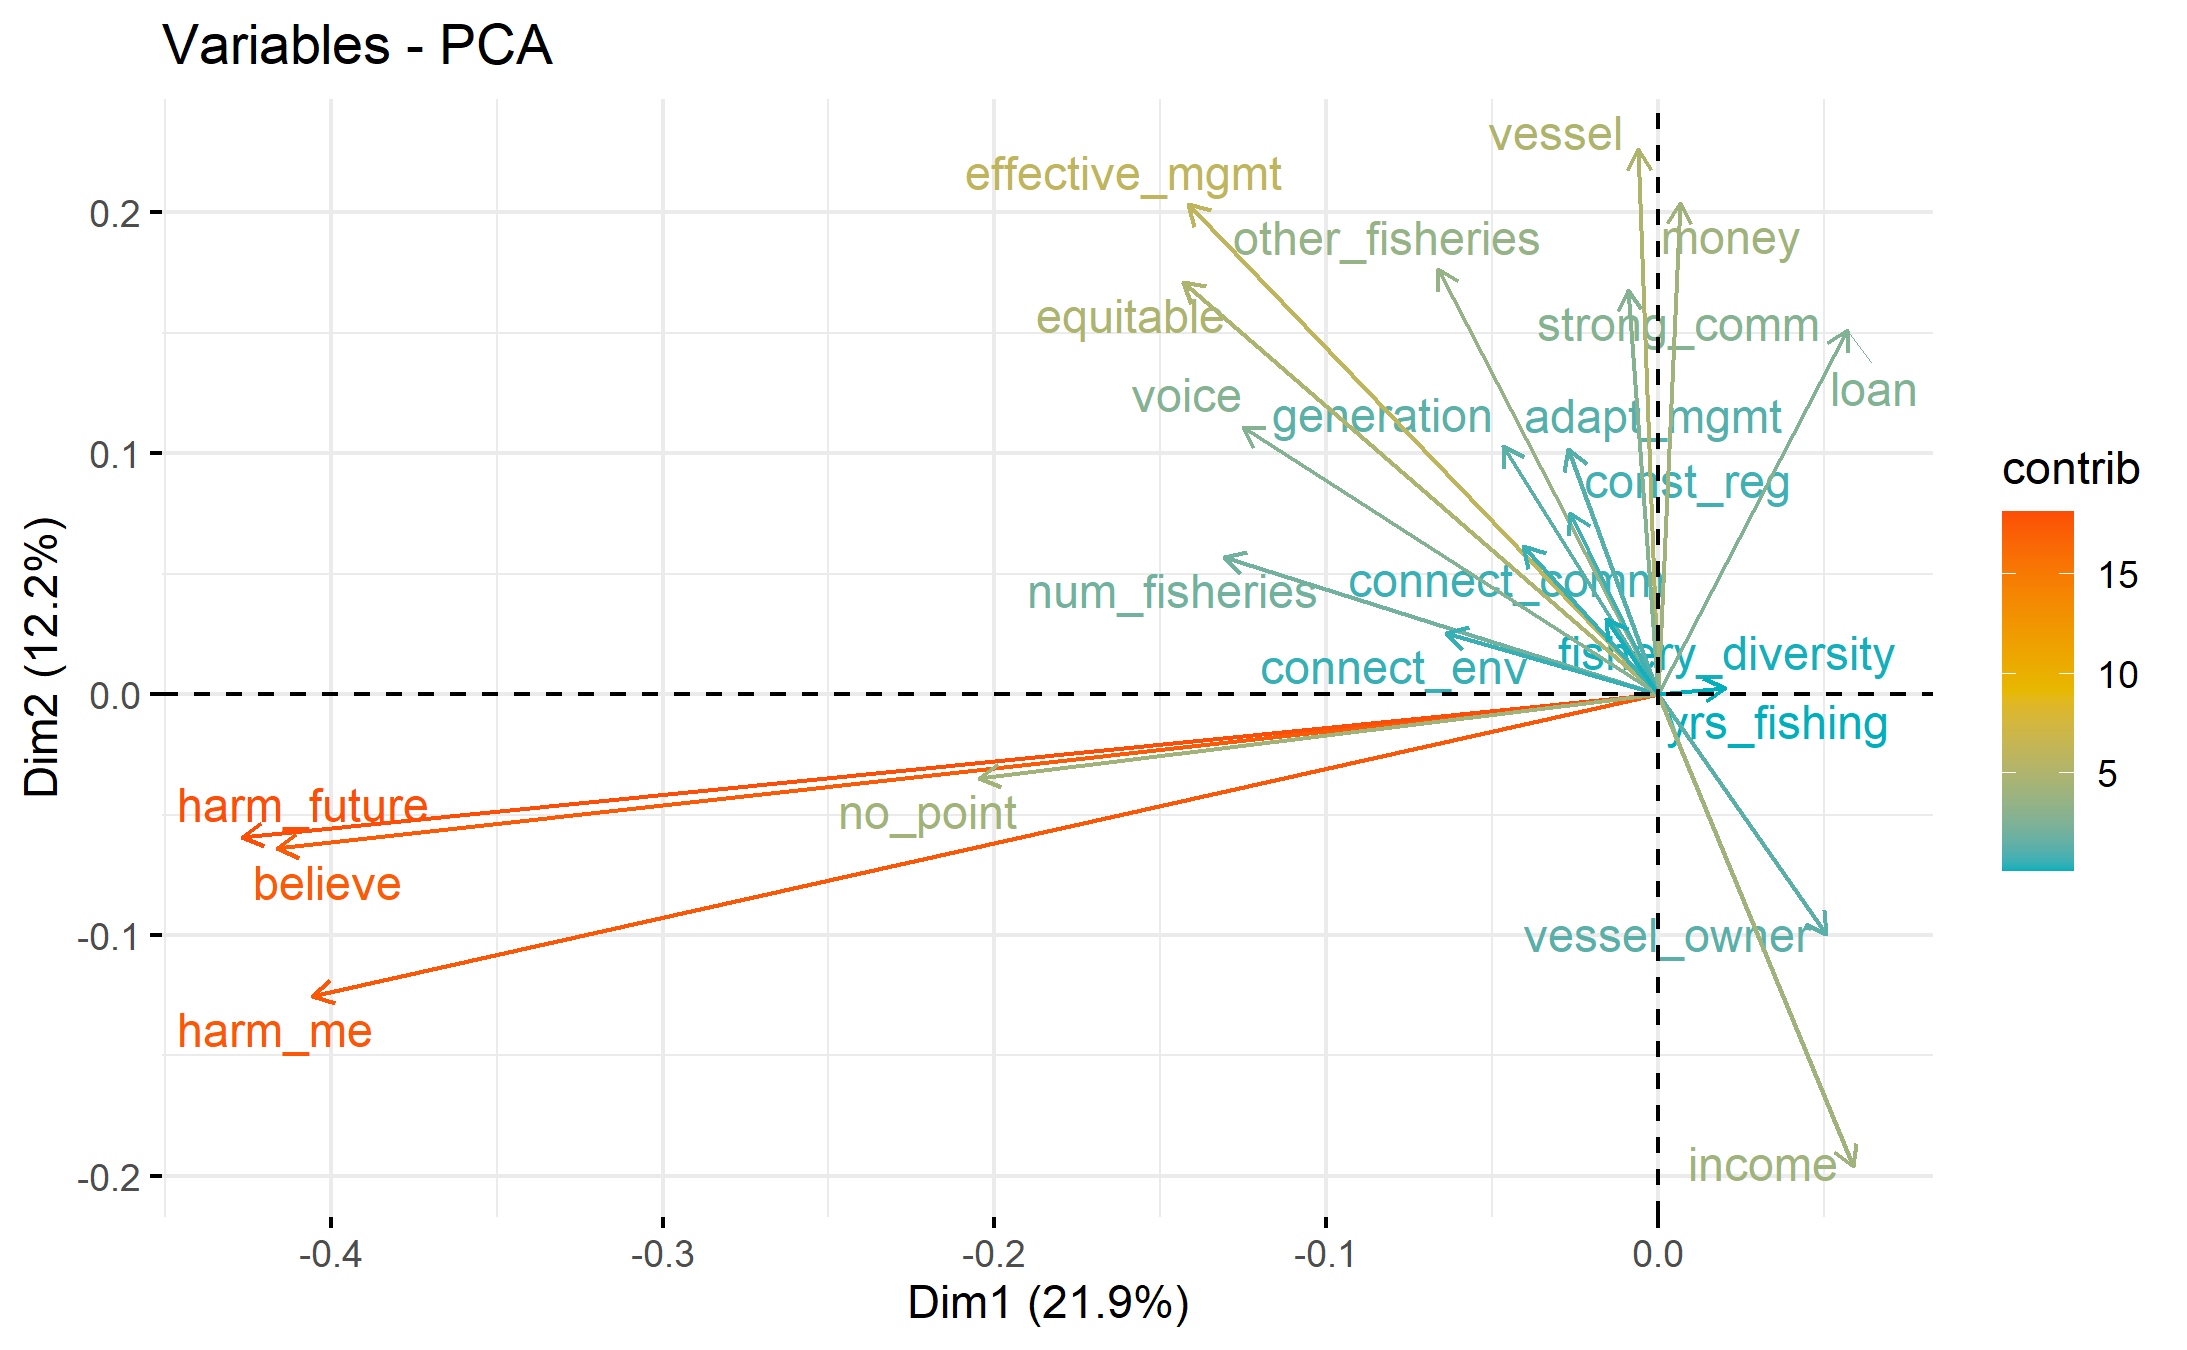 Variables - PCA
vessel
effective_mgmt
other_fisheries
money
equitable
strong_comm
loan
voice
generation
adapt_mgmt
const_reg
connect_comm
num_fisheries
fishery_diversity
connect_env
yrs_fishing
harm_future
no_point
believe
vessel_owner
harm_me
income
0.2
0.1
0.0
-0.1
-0.2
Dim2 (12.2%)
-0.4
-0.3
-0.2
-0.1
0.0
Dim1 (21.9%)
contrib
15
10
5